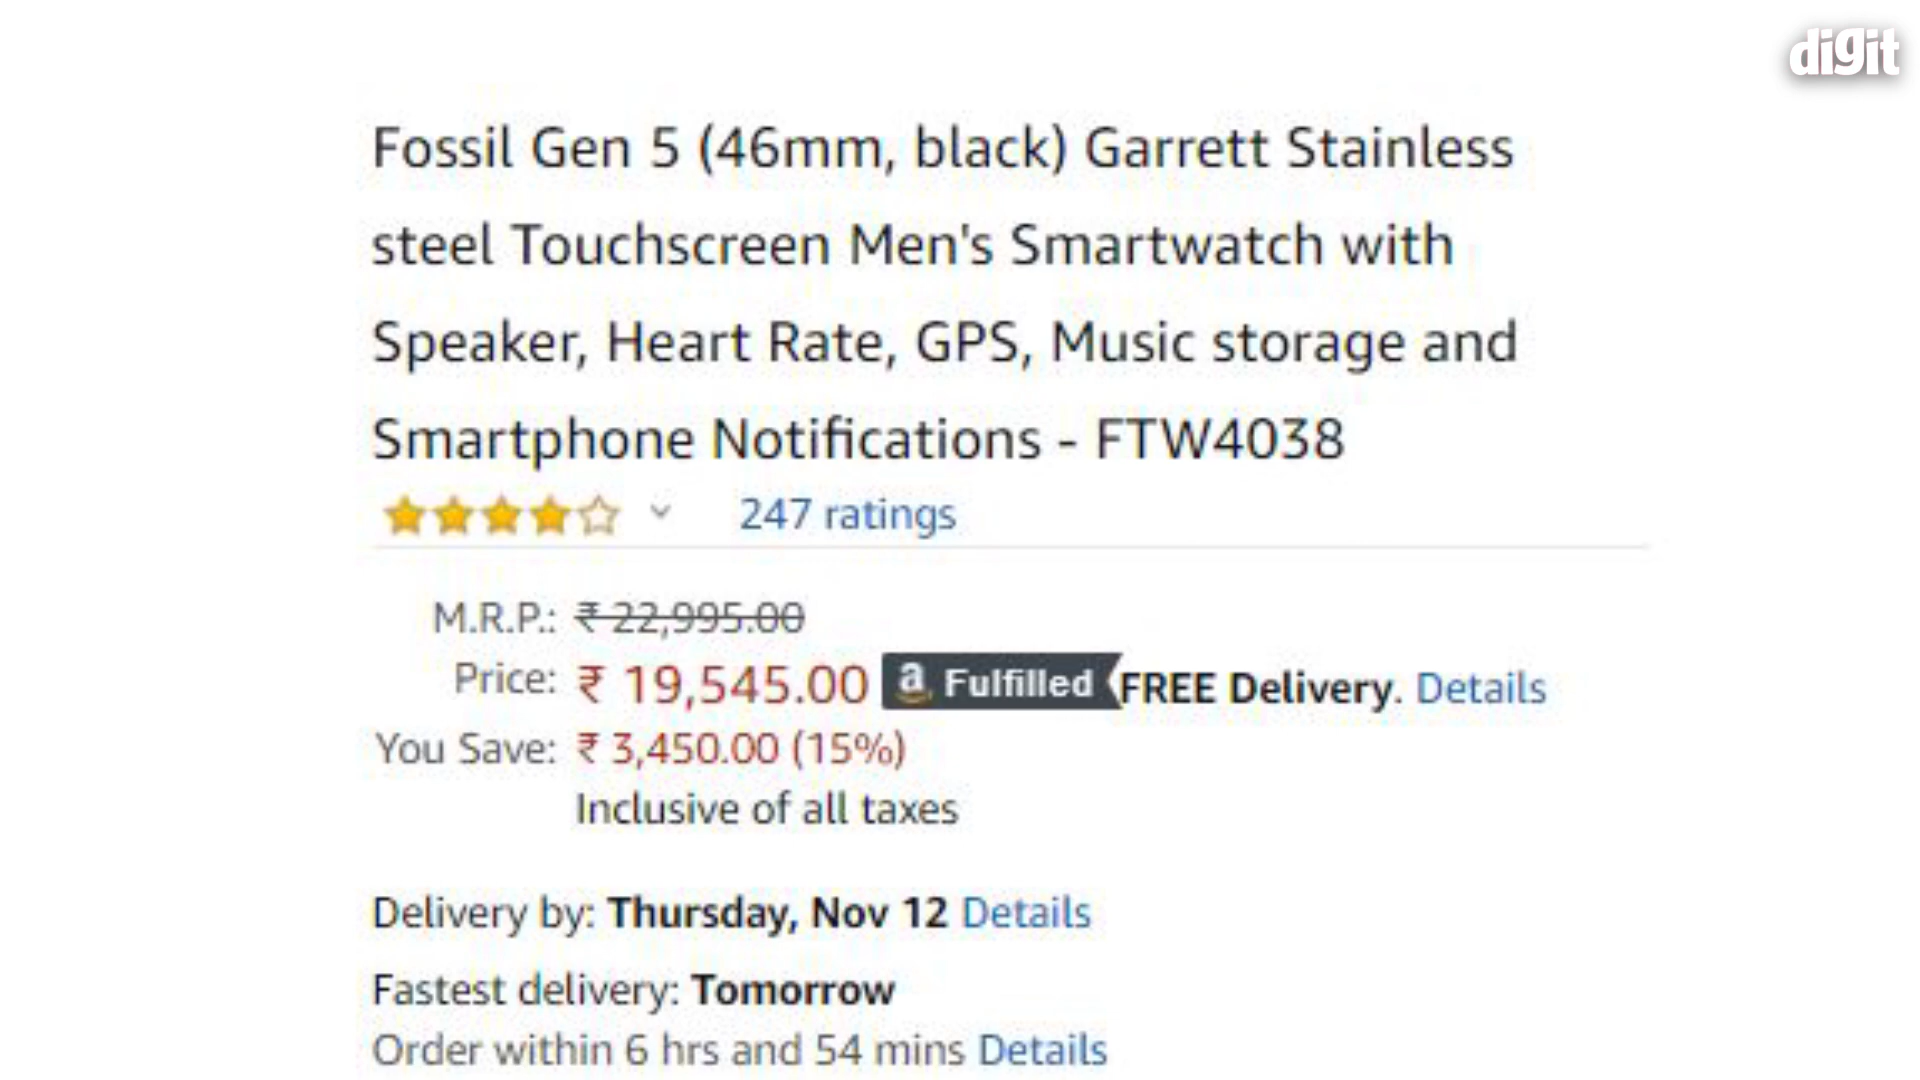 digit
Fossil Gen 5 (46mm, black) Garrett Stainless
steel Touchscreen Men's Smartwatch with
Speaker, Heart Rate, GPS, Music storage and
Smartphone Notifications - FTW4038
247 ratings
M.R.P.: ₹ 22,995.00
Price: ₹ 19,545.00 a Fulfilled FREE Delivery. Details
You Save: ₹ 3,450.00 (15%)
Inclusive of all taxes
Delivery by: Thursday, Nov 12 Details
Fastest delivery: Tomorrow
Order within 6 hrs and 54 mins Details